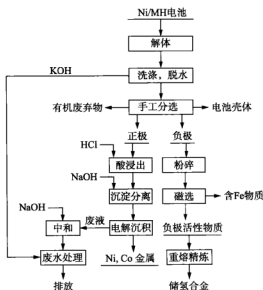 Ni/MH电池
解体
KOH
洗涤，脱水
有机废弃物
手工分选
电池壳体
正极
负极
HCl
酸浸出
粉碎
NaOH
沉淀分离
磁选
含Fe物质
NaOH
废液
中和
电解沉积
负极活性物质
废水处理
Ni, Co 金属
重熔精炼
排放
储氢合金